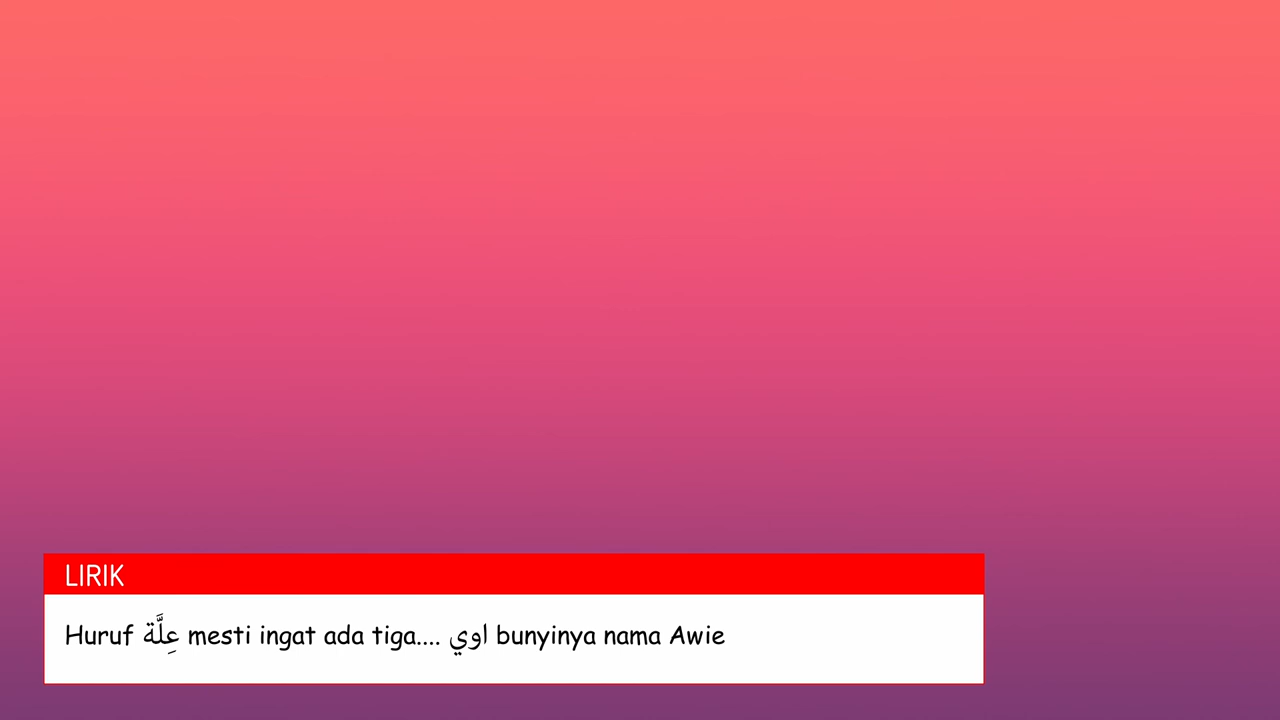 LIRIK
Huruf عِلَّة mesti ingat ada tiga.... اوي bunyinya nama Awie